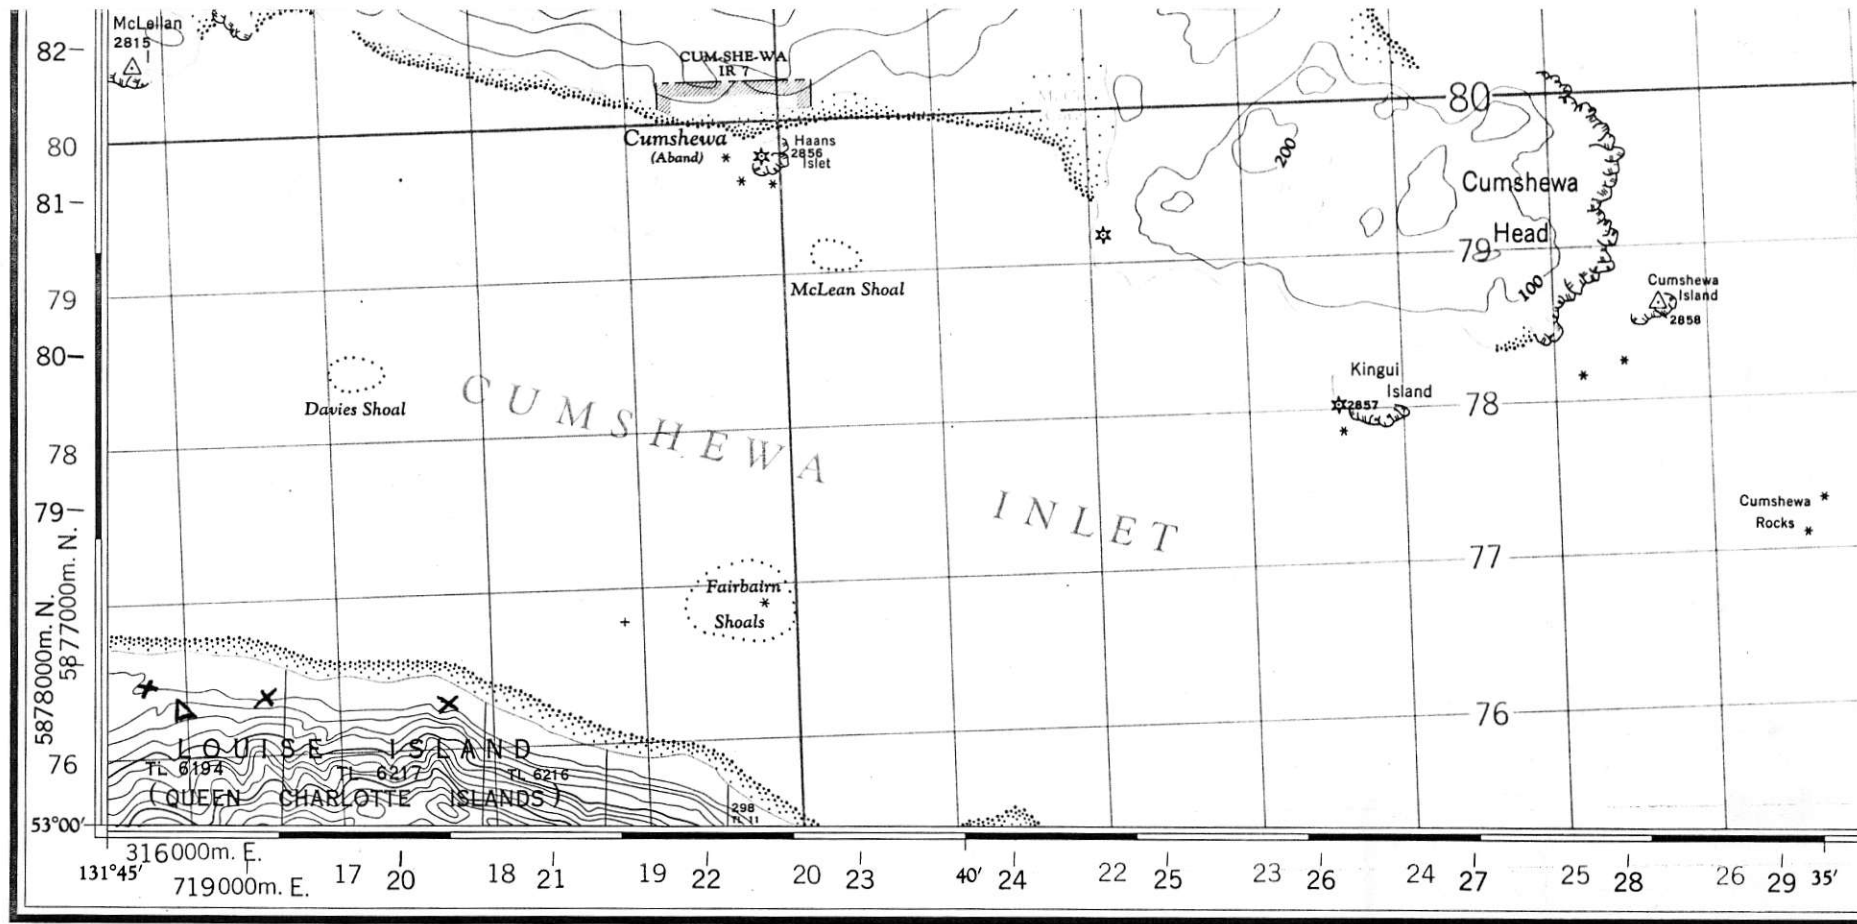 McLellan
2815
82
CUM-SHE-WA
IR 7
80
80
Cumshewa
(Aband)
Haans
2856
Islet
200
Cumshewa
81
79
Head
McLean Shoal
100
Cumshewa
Island
2858
79
80
Davies Shoal
Kingui
Island
2857
78
CUMSHEWA
INLET
78
79
Cumshewa
Rocks
77
Fairbairn
Shoals
5877000m. N.
5878000m. N.
76
LOUISE ISLAND
76
TL 6194
TL 6217
TL 6216
(QUEEN CHARLOTTE ISLANDS)
298
TL 11
53°00'
316000m. E.
131°45'
719000m. E.
17
20
18
21
19
22
20
23
40'
24
22
25
23
26
24
27
25
28
26
29
35'